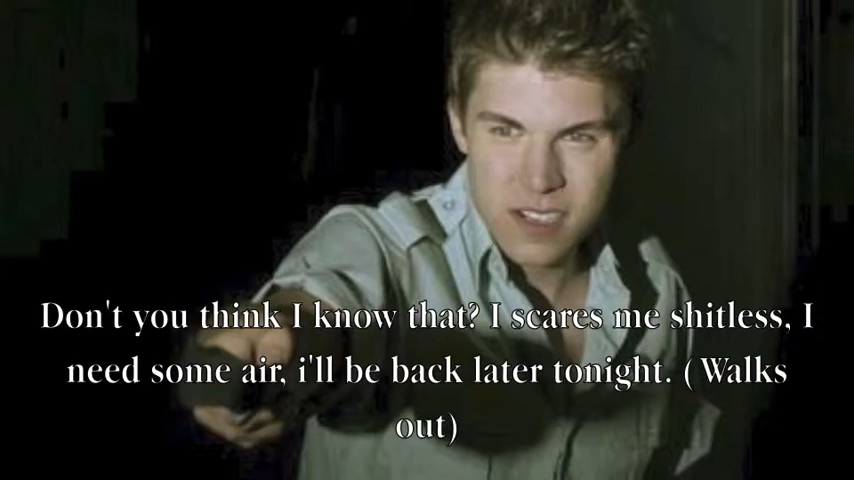 Don't you think I know that? I scares me shitless, I
need some air, i'll be back later tonight. ( Walks
out)